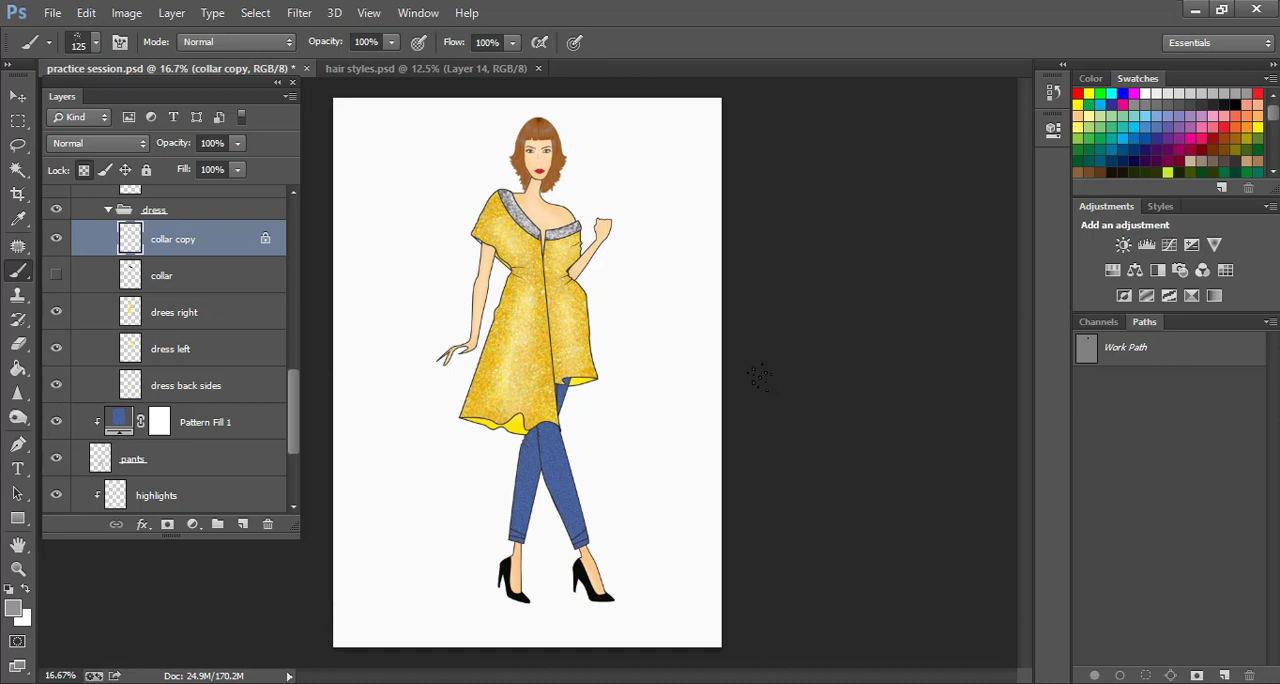 Ps File Edit Image Layer Type Select Filter 3D View Window Help
125 Mode: Normal Opacity: 100% Flow: 100% Essentials
practice session.psd @ 16.7% (collar copy, RGB/8) * × hair styles.psd @ 12.5% (Layer 14, RGB/8) ×
Layers
Kind
Normal Opacity: 100%
Lock: Fill: 100%
dress
collar copy
collar
drees right
dress left
dress back sides
Pattern Fill 1
pants
highlights
fx
16.67% Doc: 24.9M/170.2M
Color Swatches
Adjustments Styles
Add an adjustment
Channels Paths
Work Path